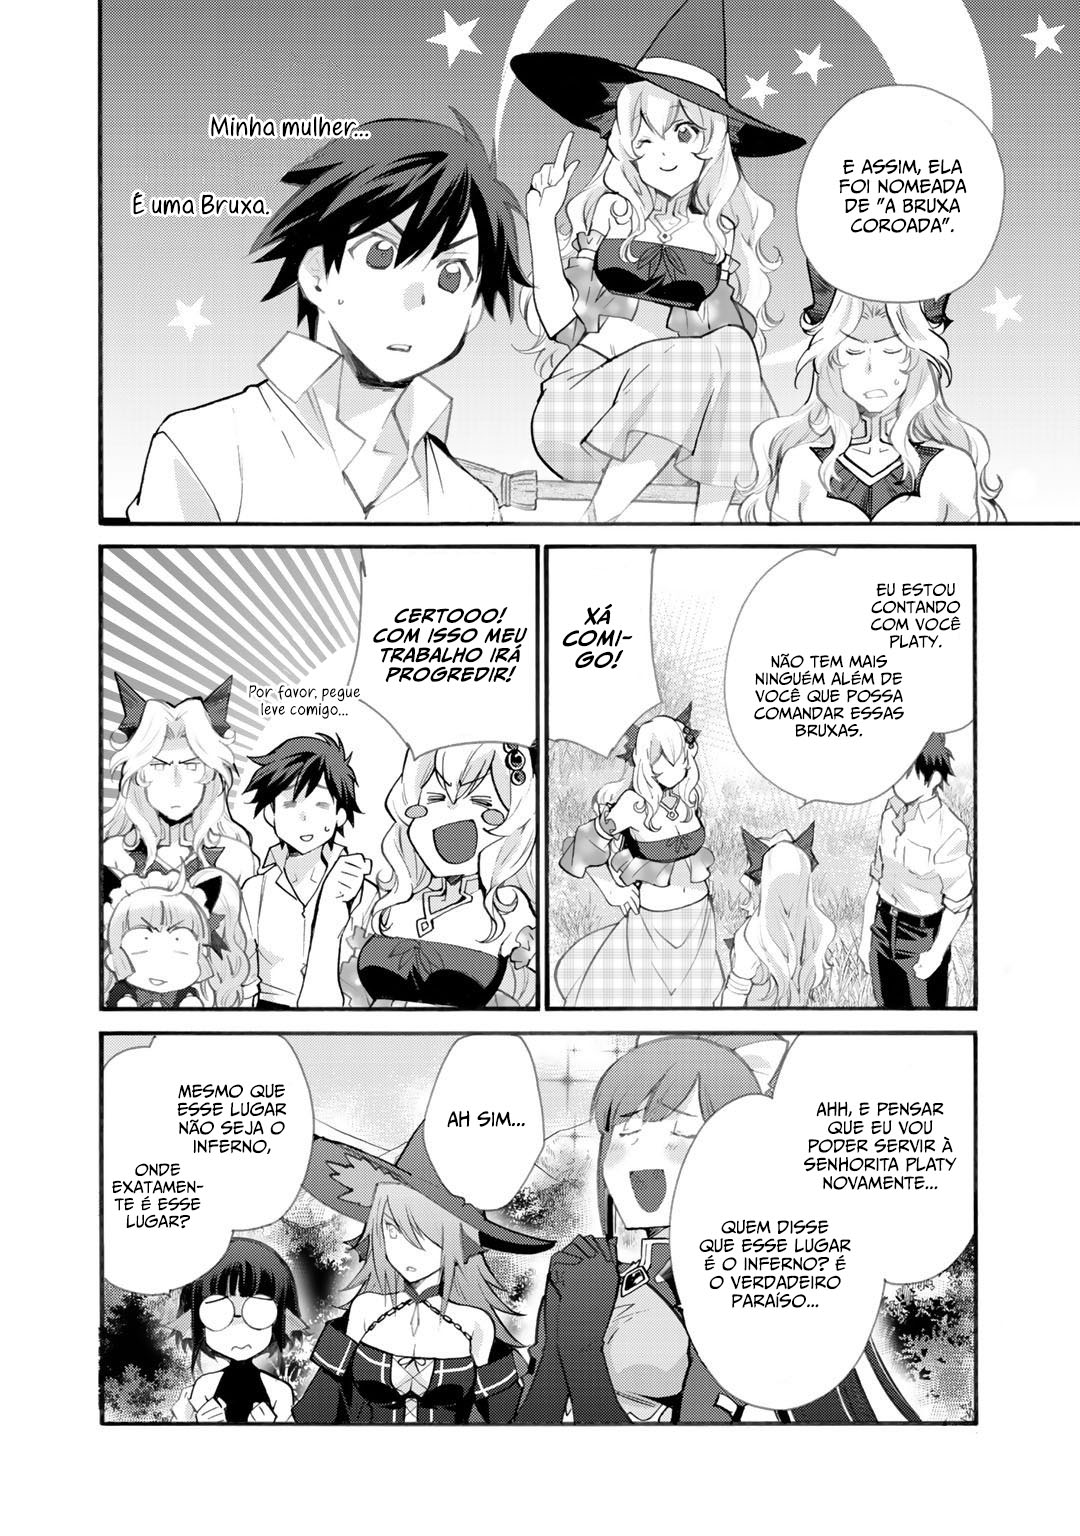 E ASSIM, ELA
FOI NOMEADA
DE "A BRUXA
COROADA".
Minha mulher...
É uma Bruxa.
EU ESTOU
CONTANDO
COM VOCÊ
PLATY.
NÃO TEM MAIS
NINGUÉM ALÉM DE
VOCÊ QUE POSSA
COMANDAR ESSAS
BRUXAS.
XÁ
COMI-
GO!
CERTOOO!
COM ISSO MEU
TRABALHO IRÁ
PROGREDIR!
Por favor, pegue
leve comigo...
AHH, E PENSAR
QUE EU VOU
PODER SERVIR À
SENHORITA PLATY
NOVAMENTE...
QUEM DISSE
QUE ESSE LUGAR
É O INFERNO? É
O VERDADEIRO
PARAÍSO...
AH SIM...
MESMO QUE
ESSE LUGAR
NÃO SEJA O
INFERNO,
ONDE
EXATAMEN-
TE É ESSE
LUGAR?